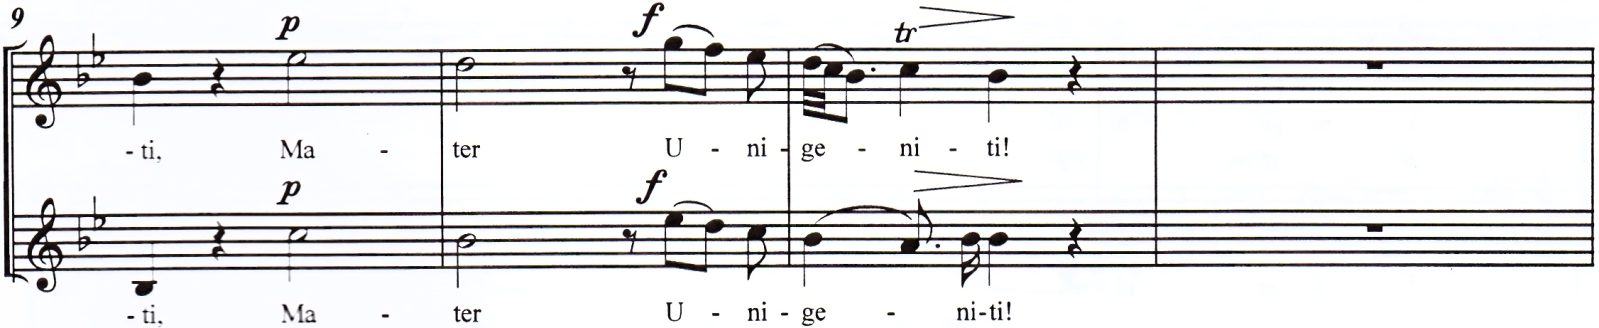 9
p f tr
- ti, Ma - ter U - ni - ge - ni - ti!
p f
- ti, Ma - ter U - ni - ge - ni-ti!